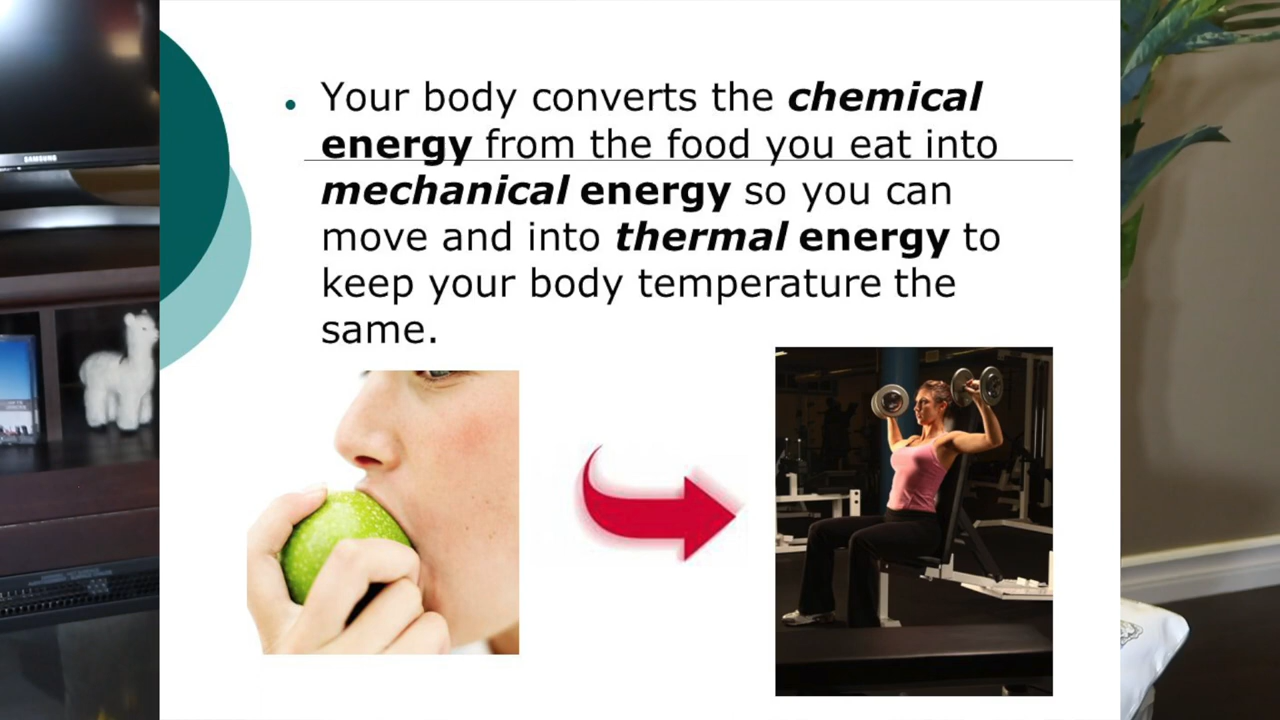 SAMSUNG
Your body converts the chemical
energy from the food you eat into
mechanical energy so you can
move and into thermal energy to
keep your body temperature the
same.